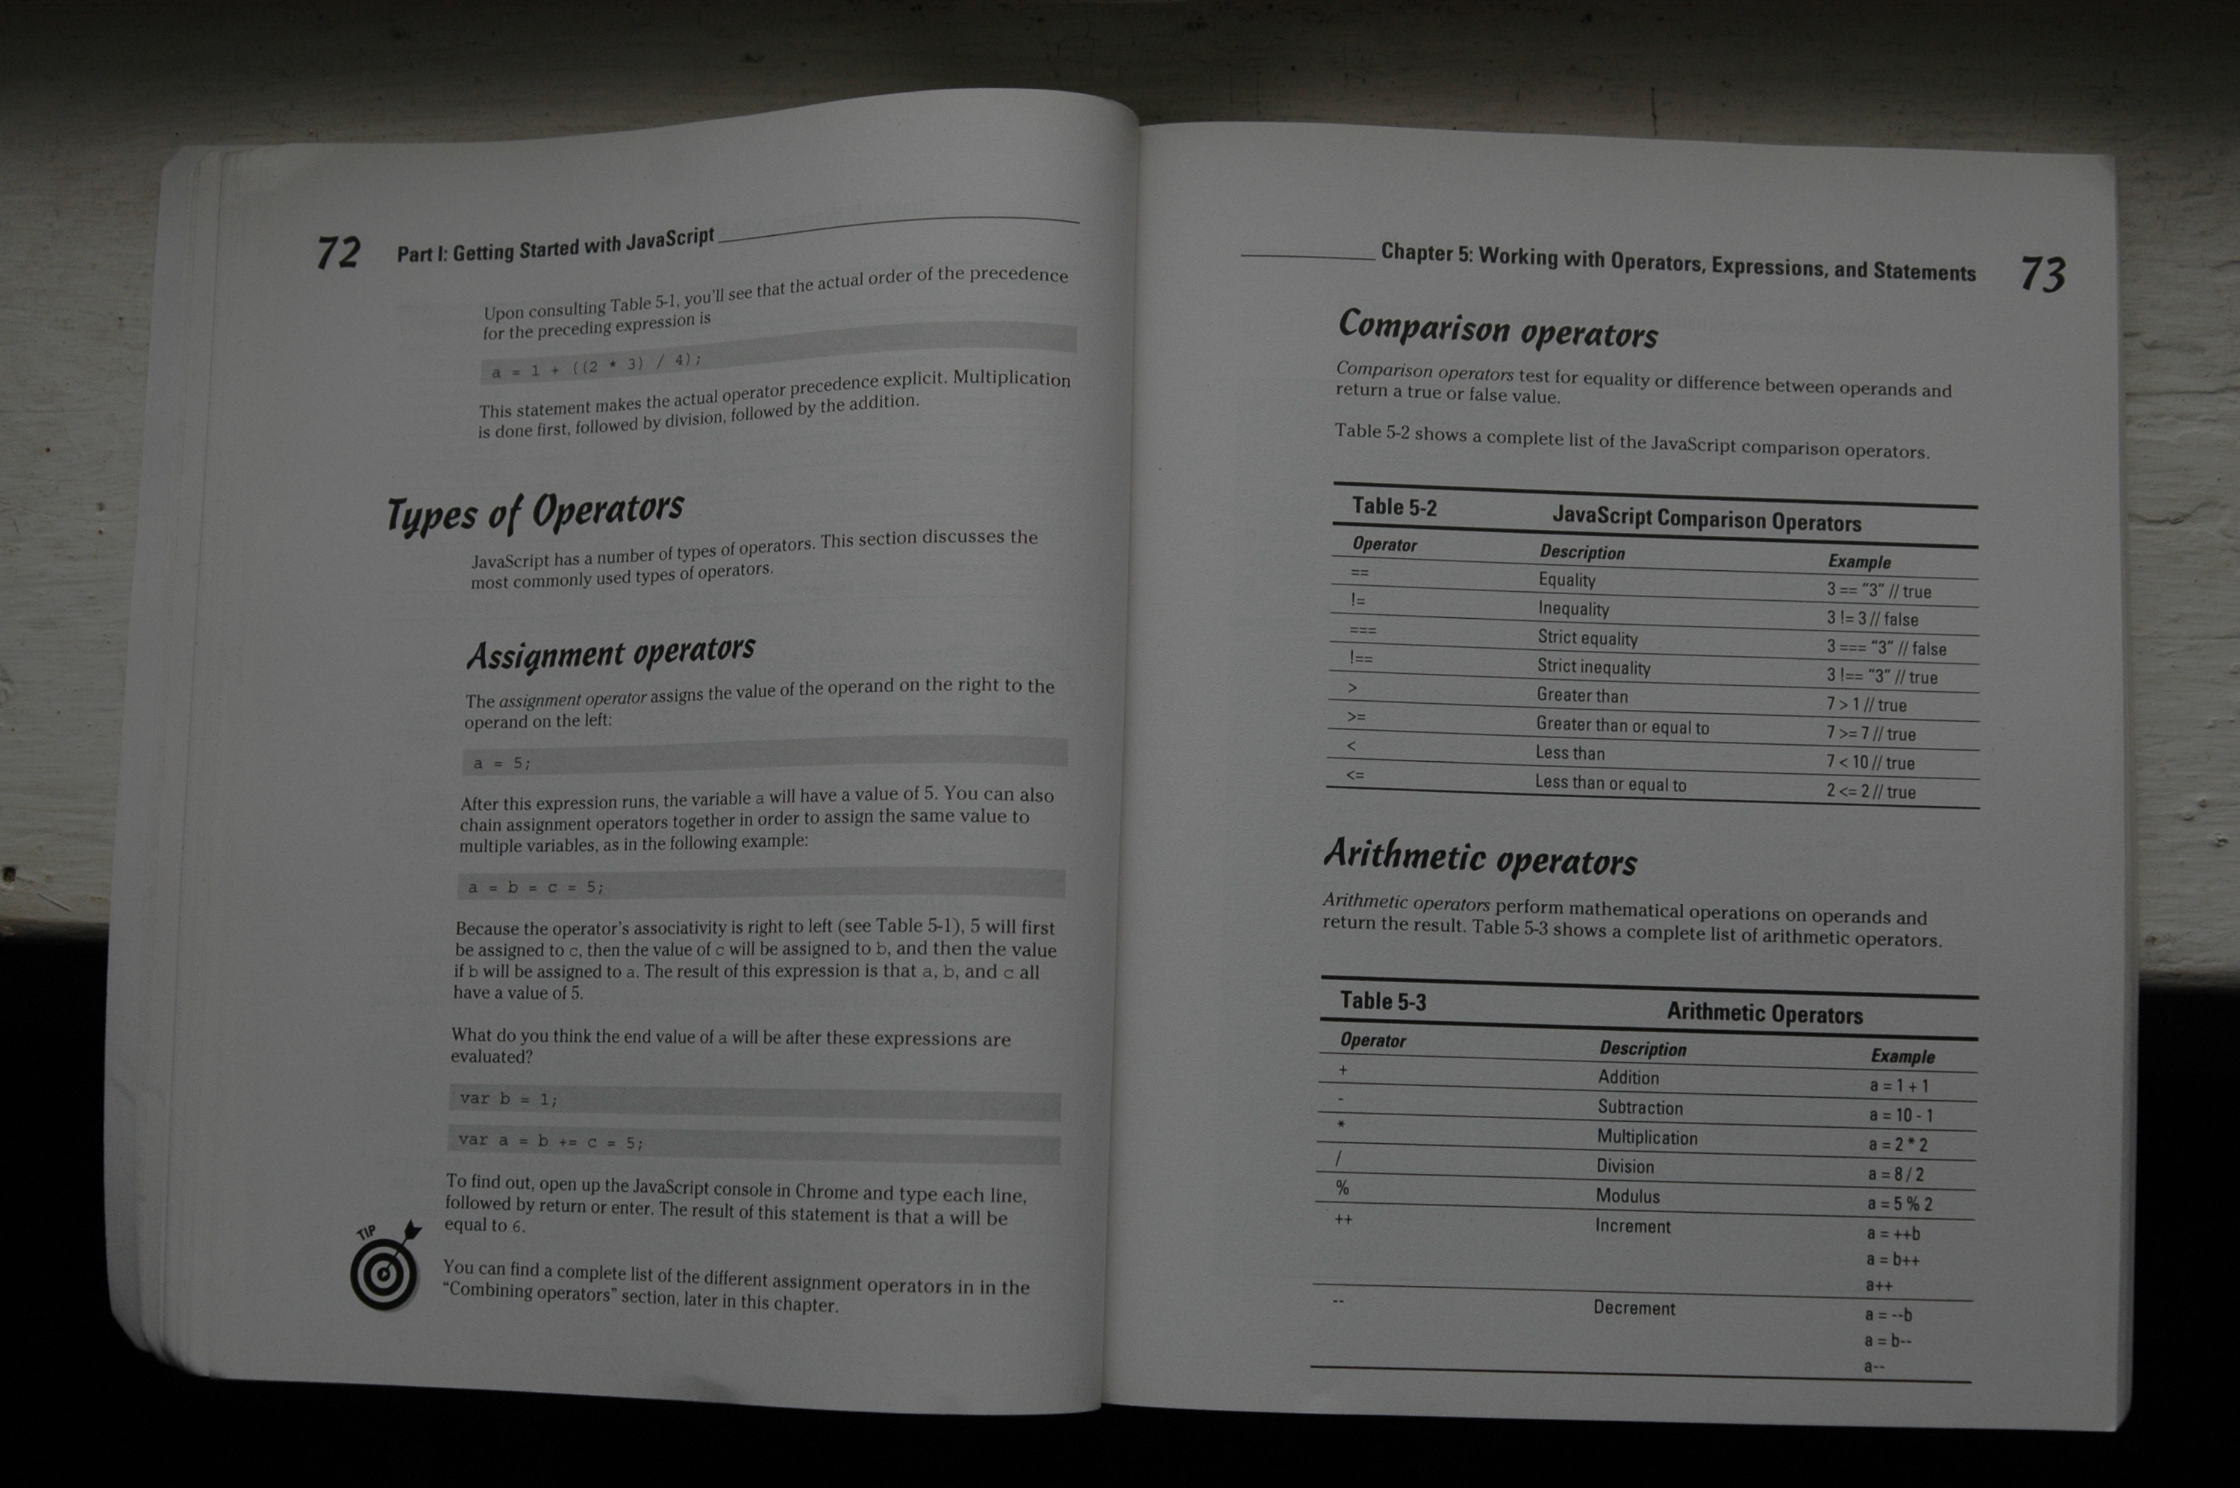 72 Part I: Getting Started with JavaScript
Upon consulting Table 5-1, you'll see that the actual order of the precedence
for the preceding expression is
a = 1 + ((2 * 3) / 4);
This statement makes the actual operator precedence explicit. Multiplication
is done first, followed by division, followed by the addition.
Types of Operators
JavaScript has a number of types of operators. This section discusses the
most commonly used types of operators.
Assignment operators
The assignment operator assigns the value of the operand on the right to the
operand on the left:
a = 5;
After this expression runs, the variable a will have a value of 5. You can also
chain assignment operators together in order to assign the same value to
multiple variables, as in the following example:
a = b = c = 5;
Because the operator's associativity is right to left (see Table 5-1), 5 will first
be assigned to c, then the value of c will be assigned to b, and then the value
if b will be assigned to a. The result of this expression is that a, b, and c all
have a value of 5.
What do you think the end value of a will be after these expressions are
evaluated?
var b = 1;
var a = b += c = 5;
To find out, open up the JavaScript console in Chrome and type each line,
followed by return or enter. The result of this statement is that a will be
equal to 6.
TIP
You can find a complete list of the different assignment operators in in the
"Combining operators" section, later in this chapter.
Chapter 5: Working with Operators, Expressions, and Statements 73
Comparison operators
Comparison operators test for equality or difference between operands and
return a true or false value.
Table 5-2 shows a complete list of the JavaScript comparison operators.
Table 5-2 JavaScript Comparison Operators
Operator Description Example
== Equality 3 == "3" // true
!= Inequality 3 != 3 // false
=== Strict equality 3 === "3" // false
!== Strict inequality 3 !== "3" // true
> Greater than 7 > 1 // true
>= Greater than or equal to 7 >= 7 // true
< Less than 7 < 10 // true
<= Less than or equal to 2 <= 2 // true
Arithmetic operators
Arithmetic operators perform mathematical operations on operands and
return the result. Table 5-3 shows a complete list of arithmetic operators.
Table 5-3 Arithmetic Operators
Operator Description Example
+ Addition a = 1 + 1
- Subtraction a = 10 - 1
* Multiplication a = 2 * 2
/ Division a = 8 / 2
% Modulus a = 5 % 2
++ Increment a = ++b
a = b++
a++
-- Decrement a = --b
a = b--
a--